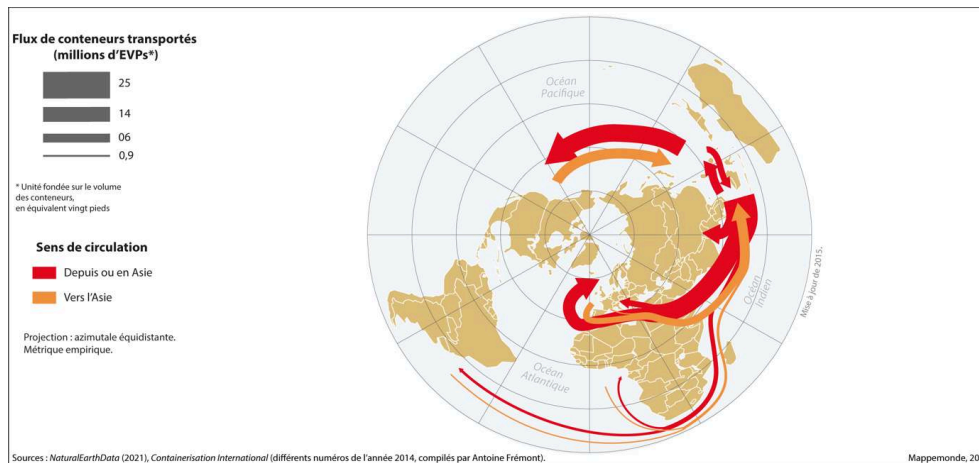 Flux de conteneurs transportés
(millions d'EVPs*)
25
14
06
0,9
* Unité fondée sur le volume
des conteneurs,
en équivalent vingt pieds
Sens de circulation
Depuis ou en Asie
Vers l'Asie
Projection : azimutale équidistante.
Métrique empirique.
Océan
Pacifique
Océan
Indien
Océan
Atlantique
Mise à jour de 2015.
Sources : NaturalEarthData (2021), Containerisation International (différents numéros de l'année 2014, compilés par Antoine Frémont).
Mappemonde, 20